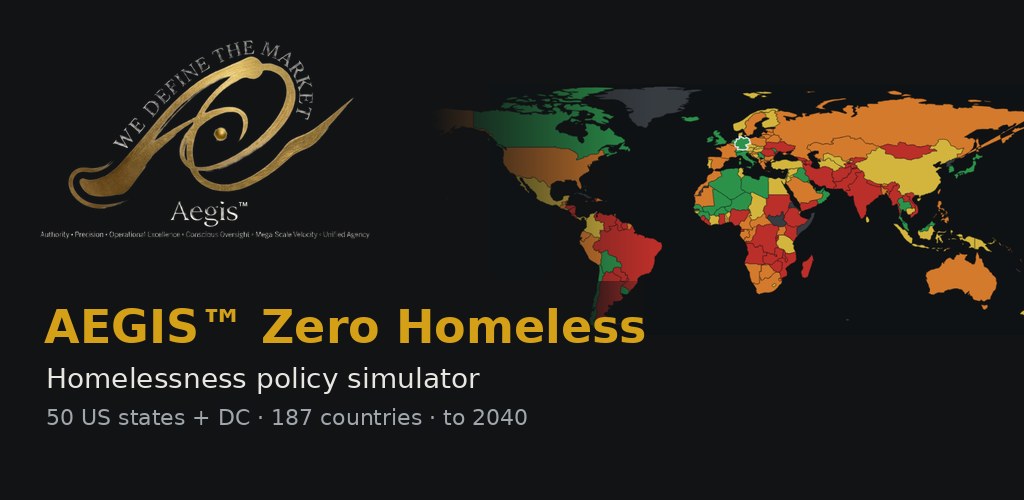 WE DEFINE THE MARKET
Aegis™
Authority • Precision • Operational Excellence • Conscious Oversight • Mega Scale Velocity • Unified Agency
AEGIS™ Zero Homeless
Homelessness policy simulator
50 US states + DC · 187 countries · to 2040